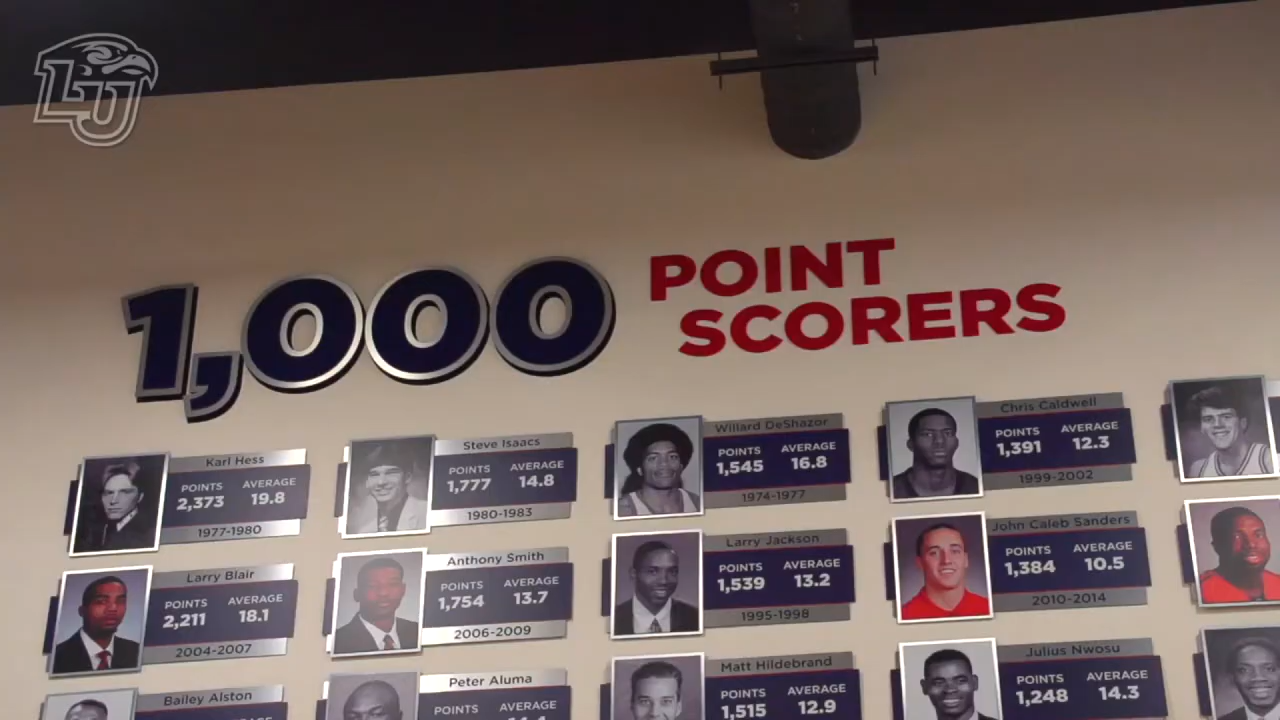 LU
1,000 POINT
SCORERS
Karl Hess
POINTS AVERAGE
2,373 19.8
1977-1980
Steve Isaacs
POINTS AVERAGE
1,777 14.8
1980-1983
Willard DeShazor
POINTS AVERAGE
1,545 16.8
1974-1977
Chris Caldwell
POINTS AVERAGE
1,391 12.3
1999-2002
Larry Blair
POINTS AVERAGE
2,211 18.1
2004-2007
Anthony Smith
POINTS AVERAGE
1,754 13.7
2006-2009
Larry Jackson
POINTS AVERAGE
1,539 13.2
1995-1998
John Caleb Sanders
POINTS AVERAGE
1,384 10.5
2010-2014
Bailey Alston
Peter Aluma
POINTS AVERAGE
Matt Hildebrand
POINTS AVERAGE
1,515 12.9
Julius Nwosu
POINTS AVERAGE
1,248 14.3